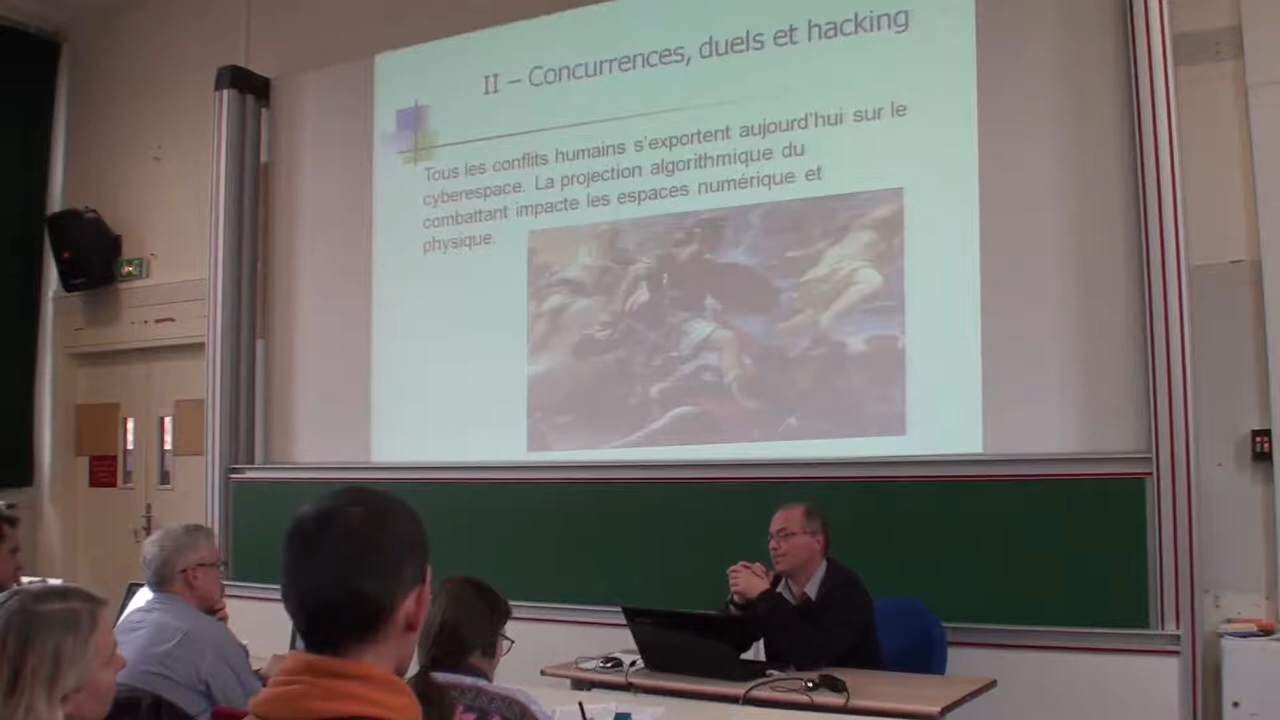 II – Concurrences, duels et hacking
Tous les conflits humains s'exportent aujourd'hui sur le
cyberespace. La projection algorithmique du
combattant impacte les espaces numérique et
physique.